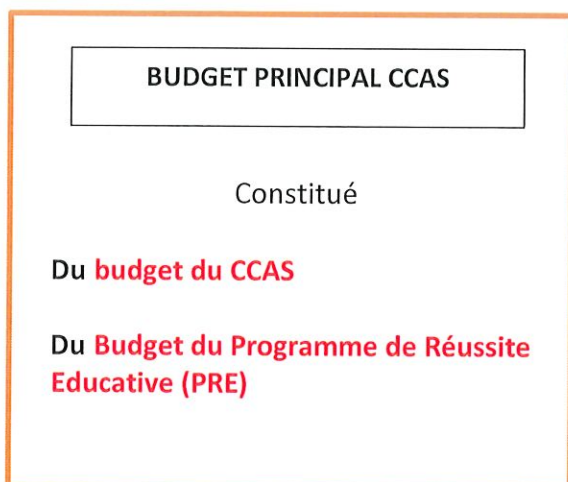 BUDGET PRINCIPAL CCAS
Constitué
Du budget du CCAS
Du Budget du Programme de Réussite
Educative (PRE)